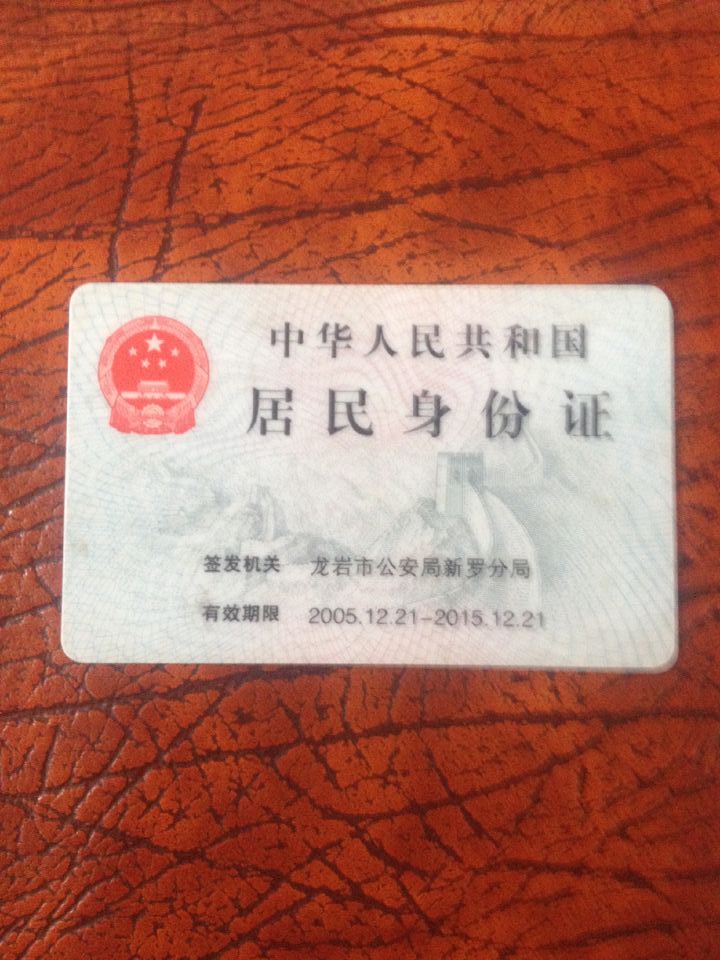 中华人民共和国
居民身份证
签发机关 龙岩市公安局新罗分局
有效期限 2005.12.21-2015.12.21